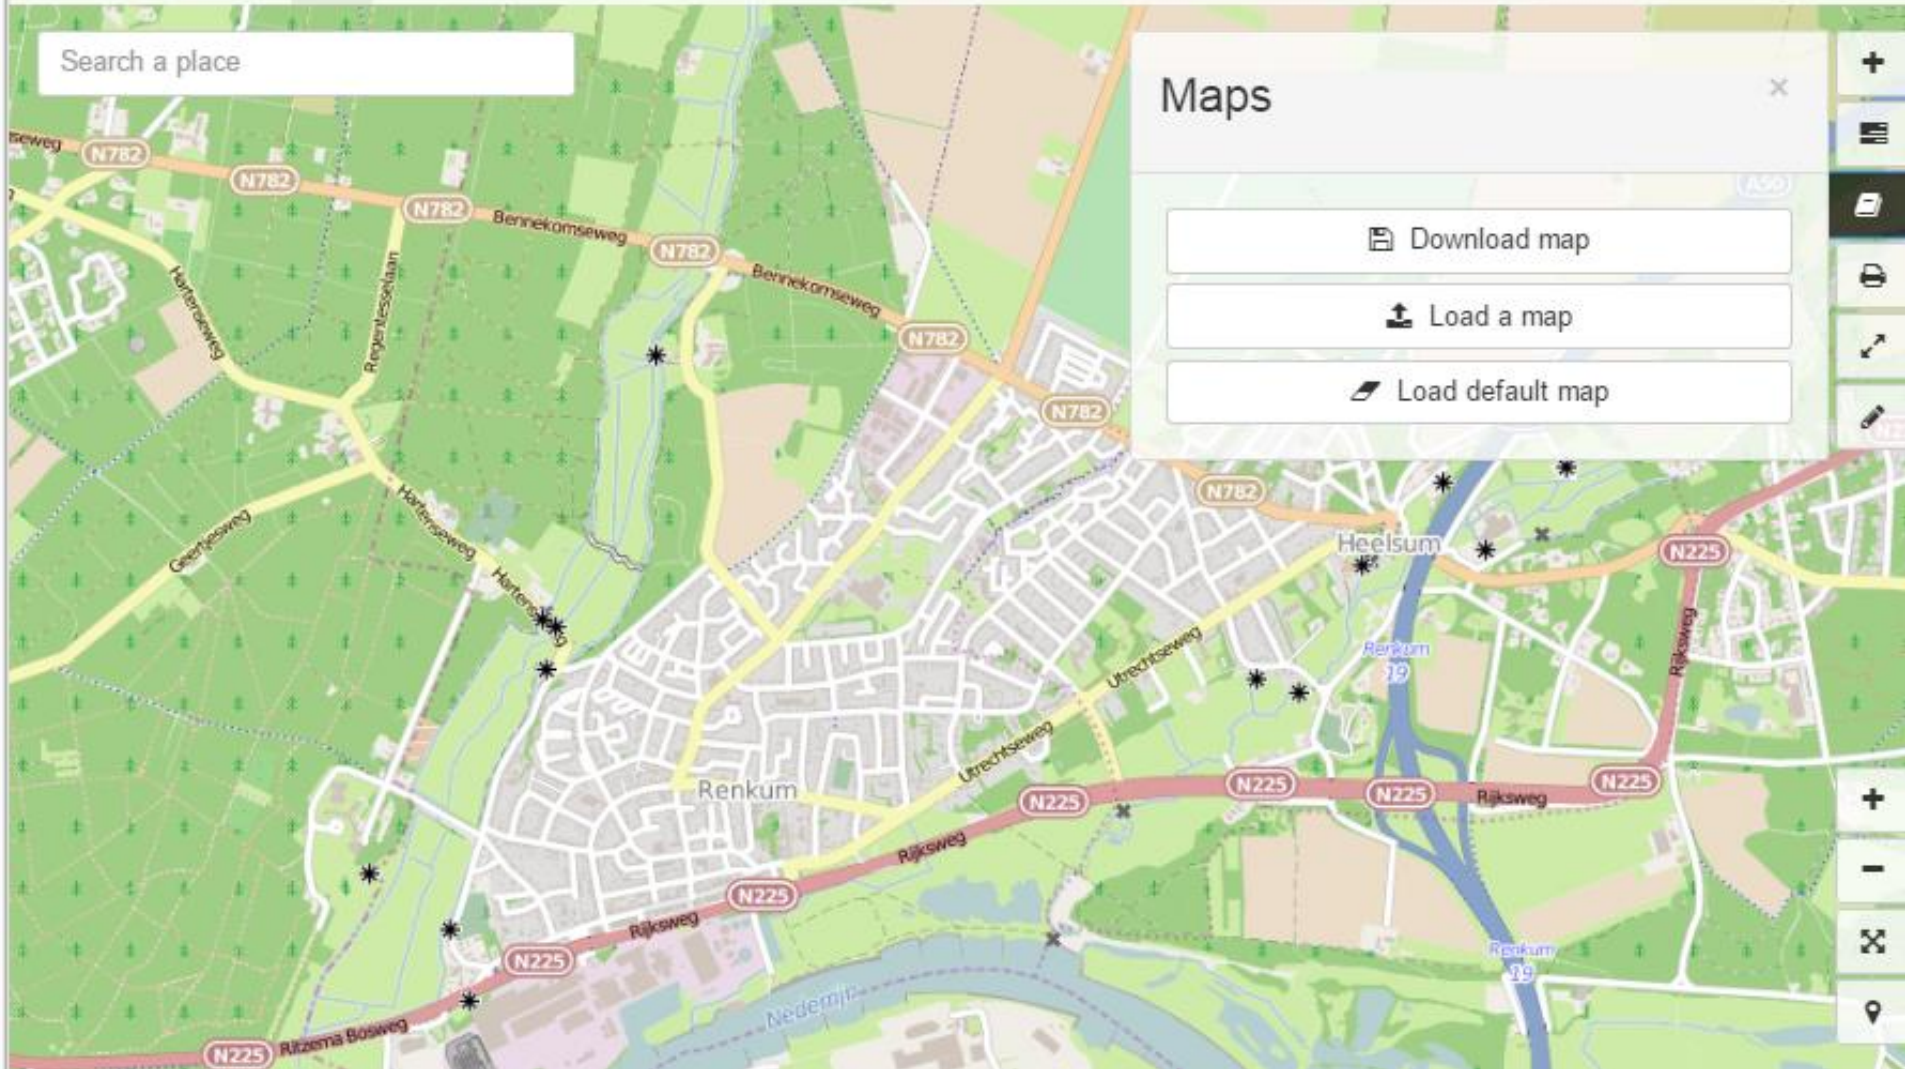 Search a place
Maps
×
Download map
Load a map
Load default map
A50
seweg
N782
N782
N782
Bennekomseweg
N782
Bennekomseweg
N782
N782
N782
Hartenseweg
Regentesselaan
Hartenseweg
Geertjesweg
Hartenseweg
Heelsum
N225
Rijksweg
Renkum
19
Utrechtseweg
Utrechtseweg
Renkum
N225
N225
N225
Rijksweg
N225
Rijksweg
N225
Rijksweg
N225
Renkum
19
Nederrijn
Ritzema Bosweg
N225